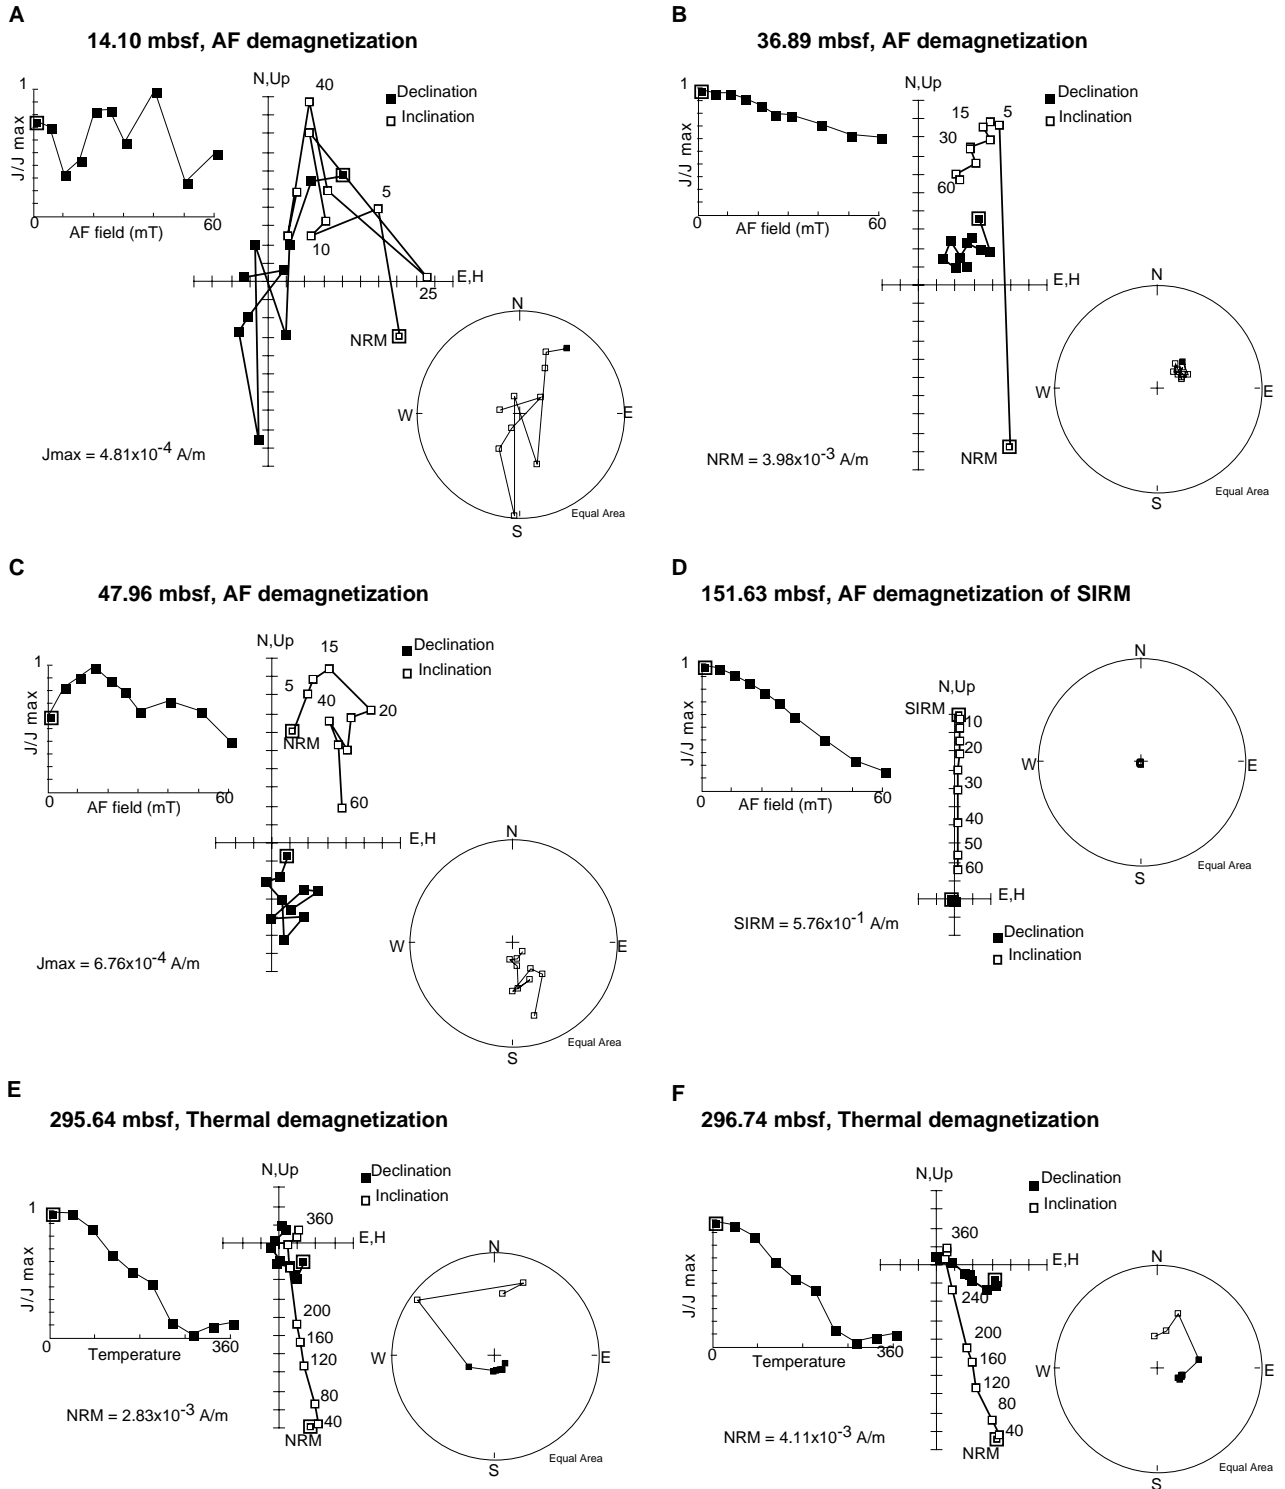 A
14.10 mbsf, AF demagnetization
1
J/J max
0
60
AF field (mT)
N,Up
40
Declination
Inclination
5
10
E,H
25
NRM
N
W
E
S
Equal Area
Jmax = 4.81x10-4 A/m
B
36.89 mbsf, AF demagnetization
1
J/J max
0
60
AF field (mT)
N,Up
Declination
Inclination
15
5
30
60
E,H
NRM
N
W
E
S
Equal Area
NRM = 3.98x10-3 A/m
C
47.96 mbsf, AF demagnetization
1
J/J max
0
60
AF field (mT)
N,Up
15
Declination
Inclination
5
40
20
NRM
60
E,H
N
W
E
S
Equal Area
Jmax = 6.76x10-4 A/m
D
151.63 mbsf, AF demagnetization of SIRM
1
J/J max
0
60
AF field (mT)
N,Up
SIRM
10
20
30
40
50
60
E,H
Declination
Inclination
N
W
E
S
Equal Area
SIRM = 5.76x10-1 A/m
E
295.64 mbsf, Thermal demagnetization
1
J/J max
0
360
Temperature
N,Up
Declination
Inclination
360
E,H
200
160
120
80
40
NRM
N
W
E
S
Equal Area
NRM = 2.83x10-3 A/m
F
296.74 mbsf, Thermal demagnetization
1
J/J max
0
360
Temperature
N,Up
Declination
Inclination
360
E,H
240
200
160
120
80
40
NRM
N
W
E
S
Equal Area
NRM = 4.11x10-3 A/m